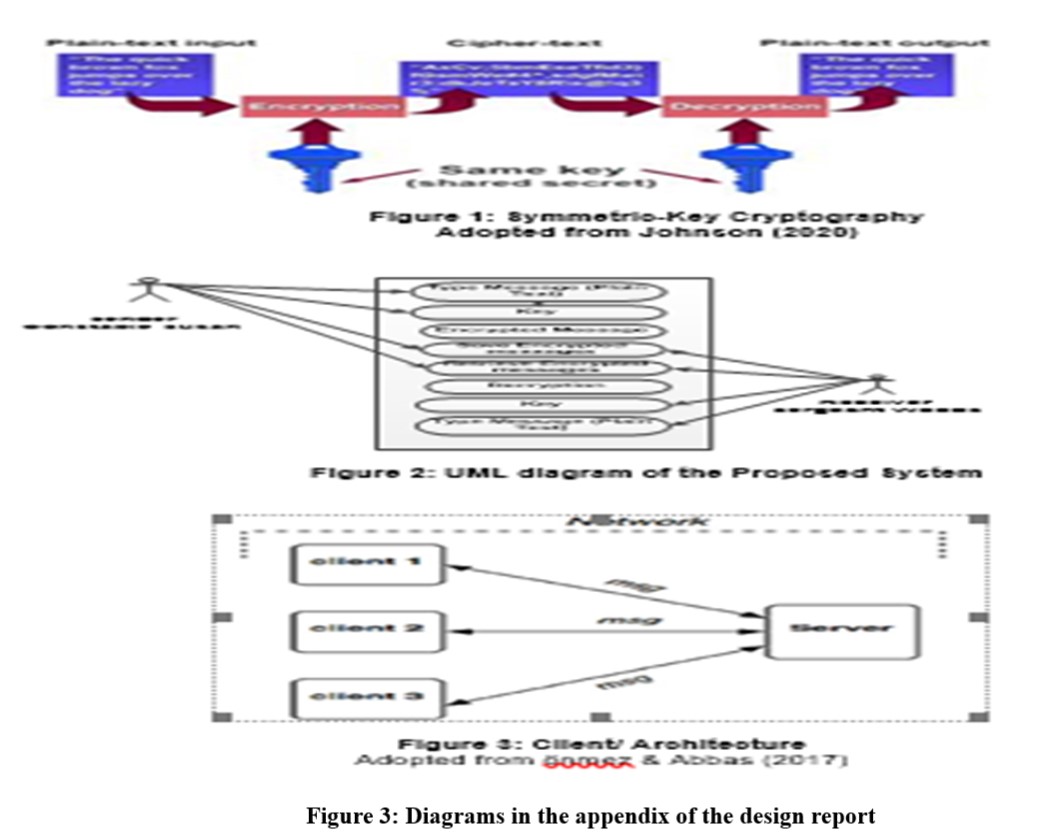 Plain-text input Cipher-text Plain-text output
"The quick
brown fox
jumps over
the lazy
dog"
"The quick
brown fox
jumps over
the lazy
dog"
Encryption Decryption
Same key
(shared secret)
Figure 1: Symmetric-Key Cryptography
Adopted from Johnson (2020)
Type Message (Plain
Text)
Key
Encrypted Message
Save Encrypted
messages
Encrypted
messages
Decryption
Key
Type Message (Plain
Text)
Sender
Constable Susan
Receiver
Sergeant Woods
Figure 2: UML diagram of the Proposed System
Network
client 1
msg
client 2
msg
Server
client 3
msg
Figure 3: Client/ Architecture
Adopted from & Abbas (2017)
Figure 3: Diagrams in the appendix of the design report